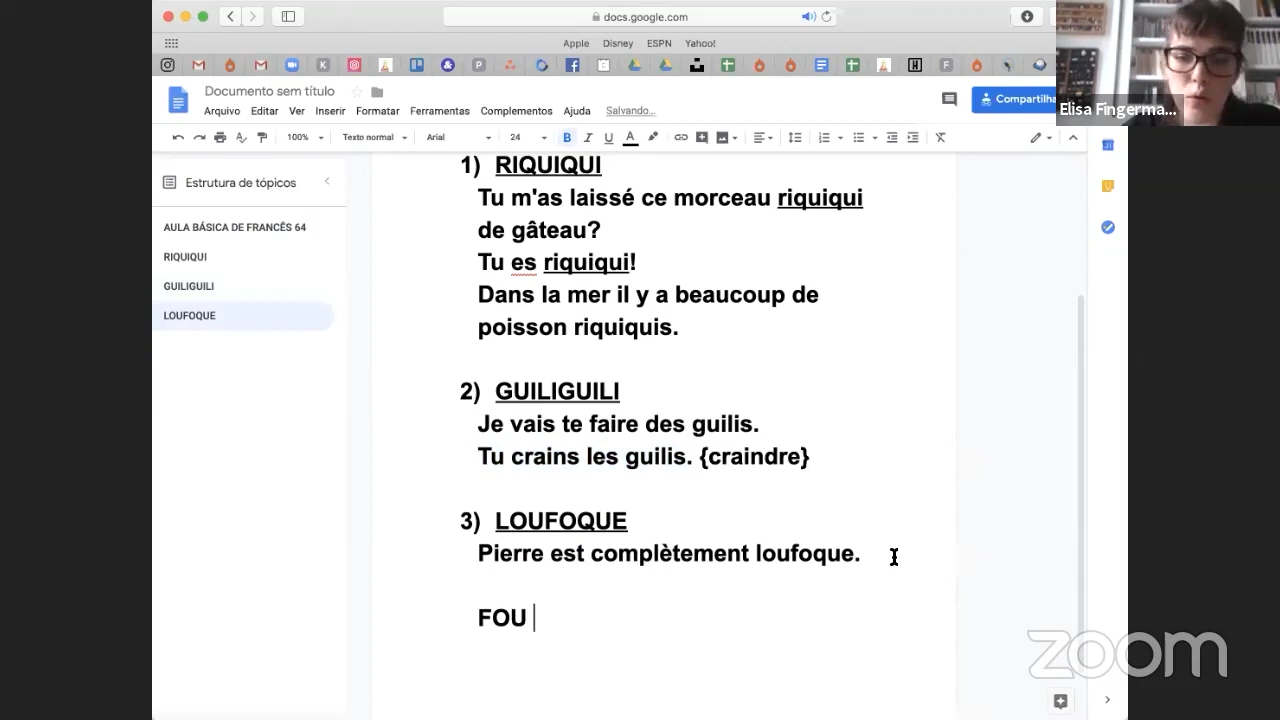 docs.google.com
Apple Disney ESPN Yahoo!
Documento sem título
Arquivo Editar Ver Inserir Formatar Ferramentas Complementos Ajuda Salvando...
Compartilha
Elisa Fingerma...
100% Texto normal Arial 24 B I U A
Estrutura de tópicos
AULA BÁSICA DE FRANCÊS 64
RIQUIQUI
GUILIGUILI
LOUFOQUE
1) RIQUIQUI
Tu m'as laissé ce morceau riquiqui
de gâteau?
Tu es riquiqui!
Dans la mer il y a beaucoup de
poisson riquiquis.
2) GUILIGUILI
Je vais te faire des guilis.
Tu crains les guilis. {craindre}
3) LOUFOQUE
Pierre est complètement loufoque.
FOU
zoom